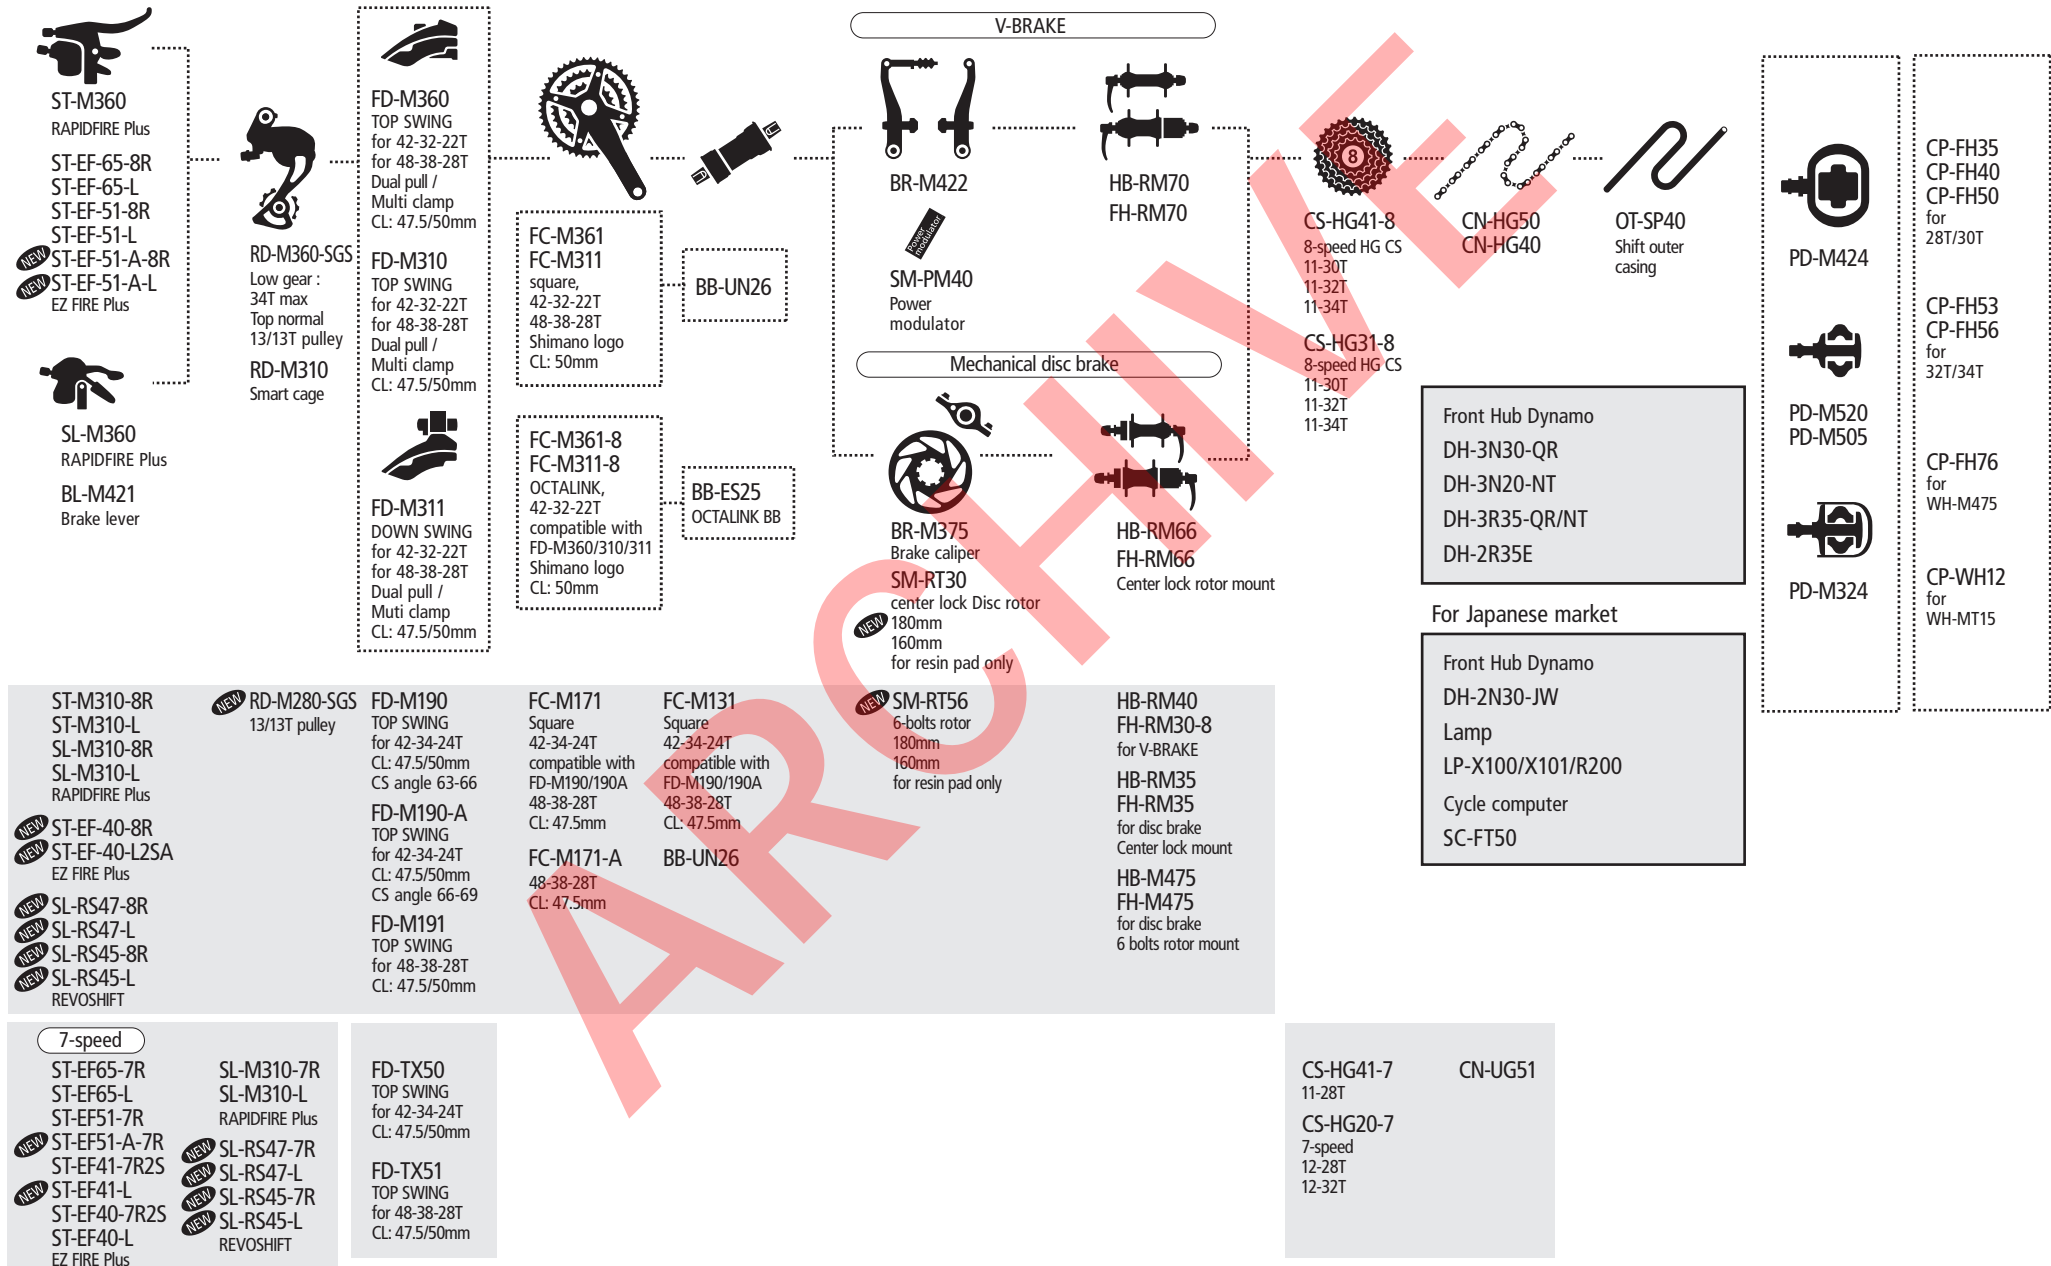 V-BRAKE
ST-M360
RAPIDFIRE Plus
ST-EF-65-8R
ST-EF-65-L
ST-EF-51-8R
ST-EF-51-L
NEW ST-EF-51-A-8R
NEW ST-EF-51-A-L
EZ FIRE Plus
SL-M360
RAPIDFIRE Plus
BL-M421
Brake lever
RD-M360-SGS
Low gear :
34T max
Top normal
13/13T pulley
RD-M310
Smart cage
FD-M360
TOP SWING
for 42-32-22T
for 48-38-28T
Dual pull /
Multi clamp
CL: 47.5/50mm
FD-M310
TOP SWING
for 42-32-22T
for 48-38-28T
Dual pull /
Multi clamp
CL: 47.5/50mm
FD-M311
DOWN SWING
for 42-32-22T
for 48-38-28T
Dual pull /
Muti clamp
CL: 47.5/50mm
FC-M361
FC-M311
square,
42-32-22T
48-38-28T
Shimano logo
CL: 50mm
BB-UN26
FC-M361-8
FC-M311-8
OCTALINK,
42-32-22T
compatible with
FD-M360/310/311
Shimano logo
CL: 50mm
BB-ES25
OCTALINK BB
BR-M422
Power
modulator
SM-PM40
Power
modulator
HB-RM70
FH-RM70
Mechanical disc brake
BR-M375
Brake caliper
SM-RT30
center lock Disc rotor
NEW 180mm
160mm
for resin pad only
HB-RM66
FH-RM66
Center lock rotor mount
8
CS-HG41-8
8-speed HG CS
11-30T
11-32T
11-34T
CS-HG31-8
8-speed HG CS
11-30T
11-32T
11-34T
CN-HG50
CN-HG40
OT-SP40
Shift outer
casing
Front Hub Dynamo
DH-3N30-QR
DH-3N20-NT
DH-3R35-QR/NT
DH-2R35E
For Japanese market
Front Hub Dynamo
DH-2N30-JW
Lamp
LP-X100/X101/R200
Cycle computer
SC-FT50
PD-M424
PD-M520
PD-M505
PD-M324
CP-FH35
CP-FH40
CP-FH50
for
28T/30T
CP-FH53
CP-FH56
for
32T/34T
CP-FH76
for
WH-M475
CP-WH12
for
WH-MT15
ST-M310-8R
ST-M310-L
SL-M310-8R
SL-M310-L
RAPIDFIRE Plus
NEW ST-EF-40-8R
NEW ST-EF-40-L2SA
EZ FIRE Plus
NEW SL-RS47-8R
NEW SL-RS47-L
NEW SL-RS45-8R
NEW SL-RS45-L
REVOSHIFT
NEW RD-M280-SGS
13/13T pulley
FD-M190
TOP SWING
for 42-34-24T
CL: 47.5/50mm
CS angle 63-66
FD-M190-A
TOP SWING
for 42-34-24T
CL: 47.5/50mm
CS angle 66-69
FD-M191
TOP SWING
for 48-38-28T
CL: 47.5/50mm
FC-M171
Square
42-34-24T
compatible with
FD-M190/190A
48-38-28T
CL: 47.5mm
FC-M171-A
48-38-28T
CL: 47.5mm
FC-M131
Square
42-34-24T
compatible with
FD-M190/190A
48-38-28T
CL: 47.5mm
BB-UN26
NEW SM-RT56
6-bolts rotor
180mm
160mm
for resin pad only
HB-RM40
FH-RM30-8
for V-BRAKE
HB-RM35
FH-RM35
for disc brake
Center lock mount
HB-M475
FH-M475
for disc brake
6 bolts rotor mount
7-speed
ST-EF65-7R
ST-EF65-L
ST-EF51-7R
NEW ST-EF51-A-7R
ST-EF41-7R2S
NEW ST-EF41-L
ST-EF40-7R2S
ST-EF40-L
EZ FIRE Plus
SL-M310-7R
SL-M310-L
RAPIDFIRE Plus
NEW SL-RS47-7R
NEW SL-RS47-L
NEW SL-RS45-7R
NEW SL-RS45-L
REVOSHIFT
FD-TX50
TOP SWING
for 42-34-24T
CL: 47.5/50mm
FD-TX51
TOP SWING
for 48-38-28T
CL: 47.5/50mm
CS-HG41-7
11-28T
CS-HG20-7
7-speed
12-28T
12-32T
CN-UG51
ARCHIVE